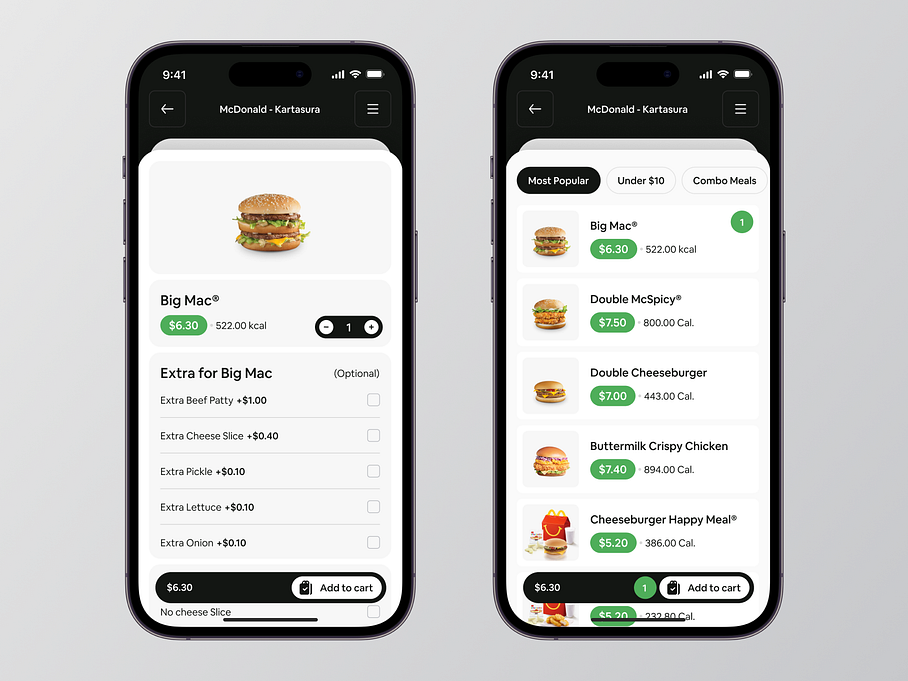 9:41
McDonald - Kartasura
Big Mac®
$6.30 • 522.00 kcal
− 1 +
Extra for Big Mac (Optional)
Extra Beef Patty +$1.00
Extra Cheese Slice +$0.40
Extra Pickle +$0.10
Extra Lettuce +$0.10
Extra Onion +$0.10
$6.30 Add to cart
No cheese Slice
9:41
McDonald - Kartasura
Most Popular Under $10 Combo Meals
Big Mac® 1
$6.30 • 522.00 kcal
Double McSpicy®
$7.50 • 800.00 Cal.
Double Cheeseburger
$7.00 • 443.00 Cal.
Buttermilk Crispy Chicken
$7.40 • 894.00 Cal.
Cheeseburger Happy Meal®
$5.20 • 386.00 Cal.
$6.30 1 Add to cart
$5.20 • 232.80 Cal.